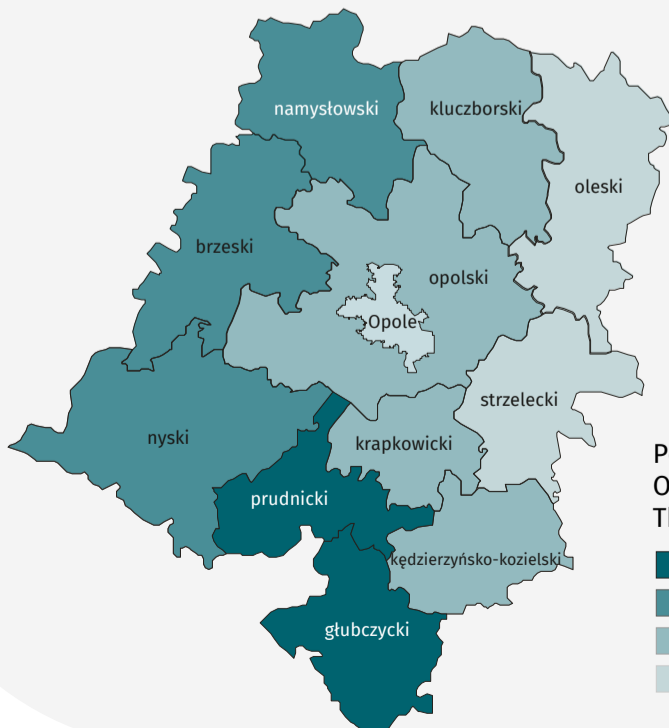 namysłowski
kluczborski
oleski
brzeski
opolski
Opole
strzelecki
nyski
krapkowicki
prudnicki
kędzierzyńsko-kozielski
głubczycki